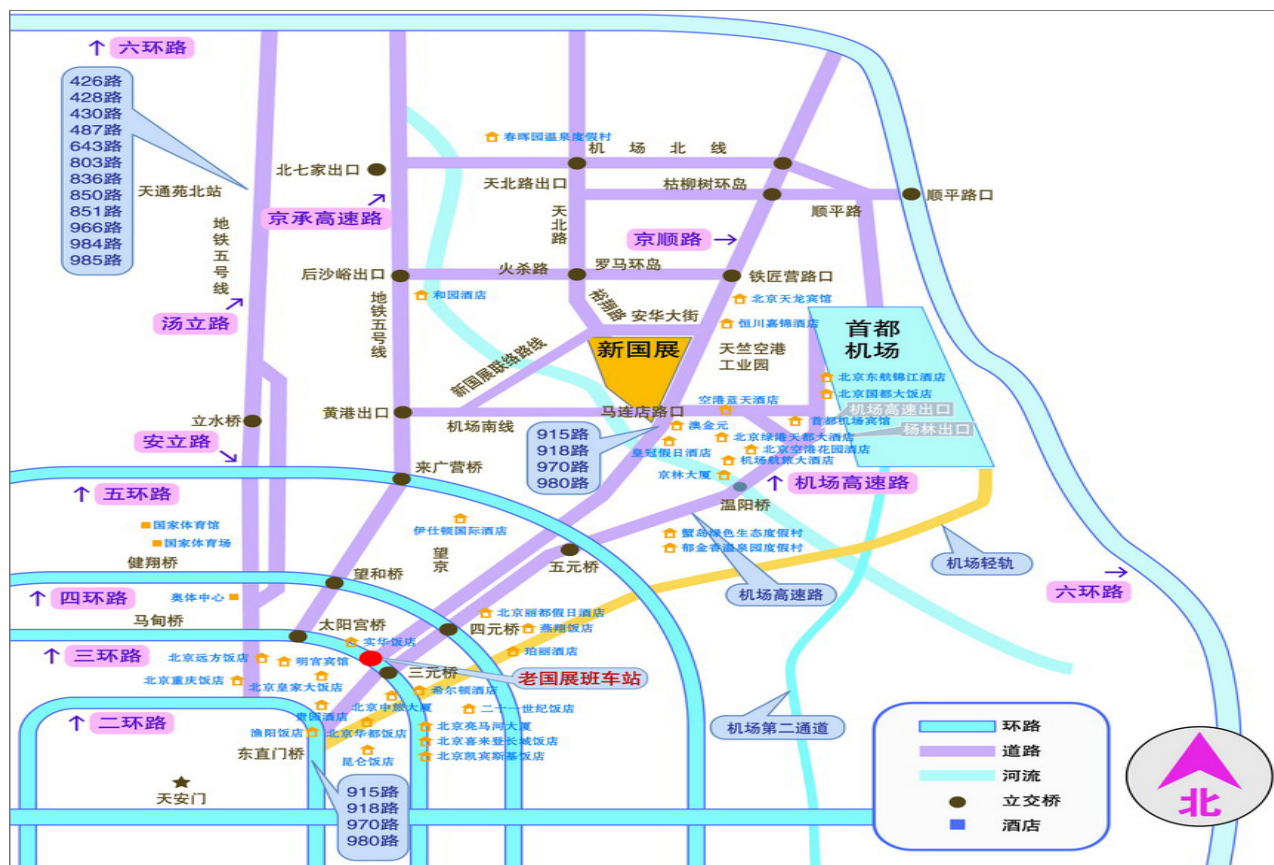 六环路
426路
428路
430路
487路
643路
803路
836路
850路
851路
966路
984路
985路
天通苑北站
北七家出口
京承高速路
春晖园温泉度假村
机场北线
天北路出口
枯柳树环岛
顺平路口
顺平路
天北路
京顺路
地铁五号线
汤立路
后沙峪出口
火杀路
罗马环岛
铁匠营路口
和园酒店
地铁五号线
裕翔路
安华大街
北京天龙宾馆
恒川嘉锦酒店
首都
机场
新国展
天竺空港
工业园
新国展联络路线
北京东航锦江酒店
北京国都大饭店
机场高速出口
杨林出口
空港蓝天酒店
首都机场宾馆
立水桥
黄港出口
机场南线
马连店路口
915路
918路
970路
980路
澳金元
皇冠假日酒店
北京绿港天都大酒店
北京空港花园酒店
机场航旅大酒店
京林大厦
安立路
来广营桥
机场高速路
温阳桥
五环路
国家体育馆
国家体育场
伊仕顿国际酒店
望京
五元桥
蟹岛绿色生态度假村
郁金香温泉园度假村
机场轻轨
机场高速路
六环路
健翔桥
望和桥
四环路
奥体中心
马甸桥
太阳宫桥
北京丽都假日酒店
四元桥
燕翔饭店
珀丽酒店
三环路
实华饭店
北京远方饭店
明宫宾馆
三元桥
老国展班车站
北京重庆饭店
北京皇家大饭店
希尔顿酒店
北京中旅大厦
二十一世纪饭店
二环路
贵园酒店
渔阳饭店
北京华都饭店
北京亮马河大厦
北京喜来登长城饭店
北京凯宾斯基饭店
东直门桥
昆仑饭店
机场第二通道
天安门
915路
918路
970路
980路
环路
道路
河流
立交桥
酒店
北